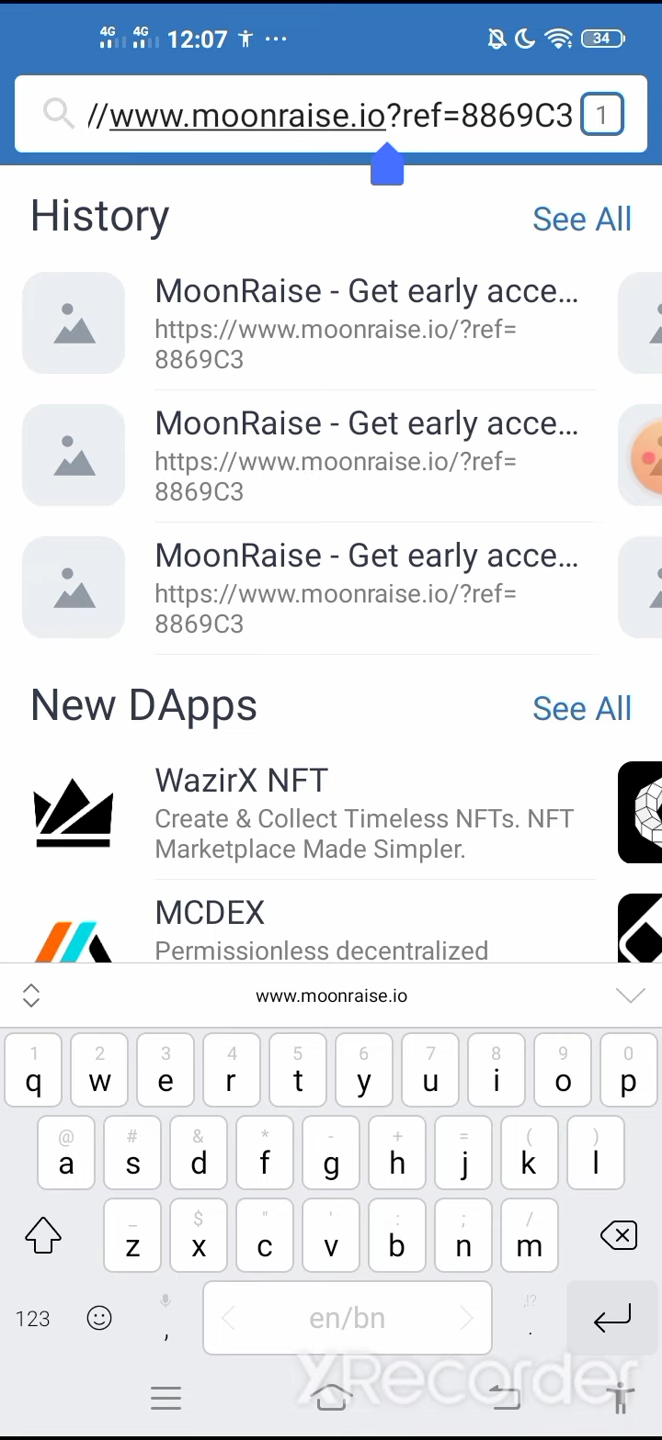 4G 4G 12:07 ... 34
//www.moonraise.io?ref=8869C3 1
History See All
MoonRaise - Get early acce...
https://www.moonraise.io/?ref=
8869C3
MoonRaise - Get early acce...
https://www.moonraise.io/?ref=
8869C3
MoonRaise - Get early acce...
https://www.moonraise.io/?ref=
8869C3
New DApps See All
WazirX NFT
Create & Collect Timeless NFTs. NFT
Marketplace Made Simpler.
MCDEX
Permissionless decentralized
www.moonraise.io
1 2 3 4 5 6 7 8 9 0
q w e r t y u i o p
@ # & * - + = ( )
a s d f g h j k l
_ $ " ' : ; /
z x c v b n m
,!?
123 , en/bn .
XRecorder